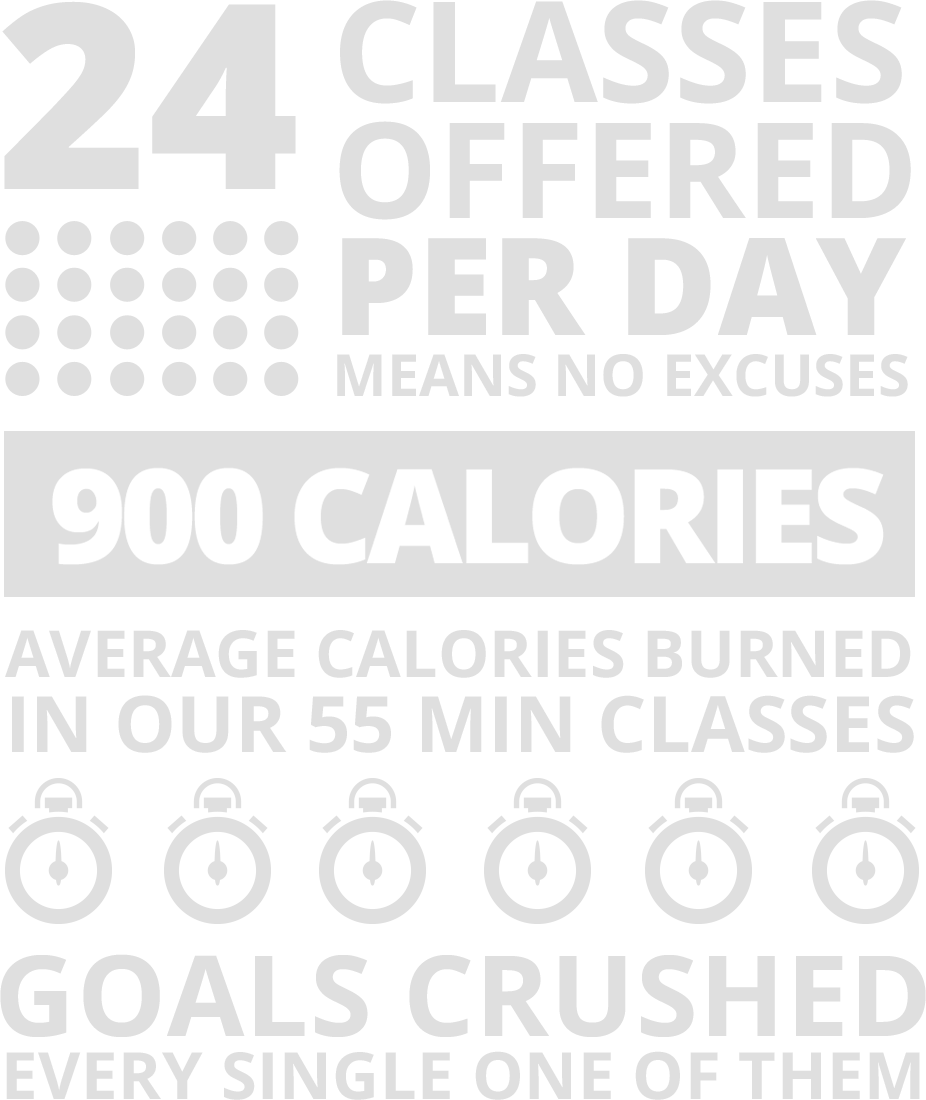 24 CLASSES
OFFERED
PER DAY
MEANS NO EXCUSES
900 CALORIES
AVERAGE CALORIES BURNED
IN OUR 55 MIN CLASSES
GOALS CRUSHED
EVERY SINGLE ONE OF THEM